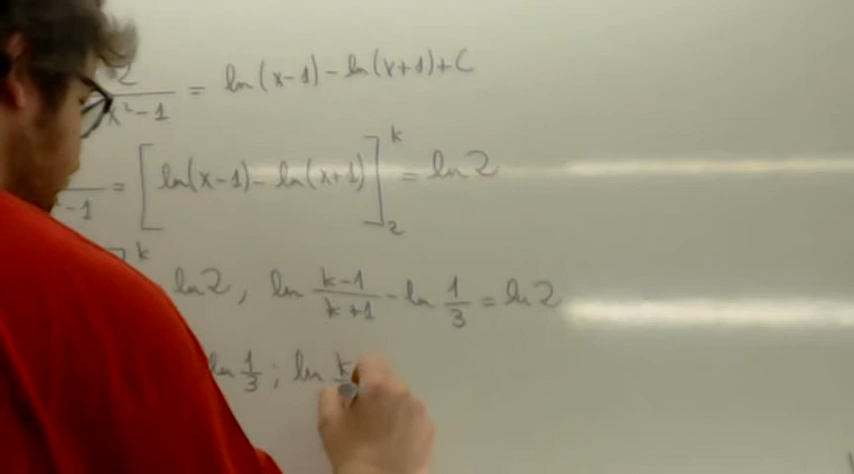 2 / x² - 1 = ln(x-1) - ln(x+1) + C
-1 = [ln(x-1) - ln(x+1)]₂ᵏ = ln 2
]ᵏ ln 2, ln (k-1)/(k+1) - ln 1/3 = ln 2
ln 1/3 ; ln k